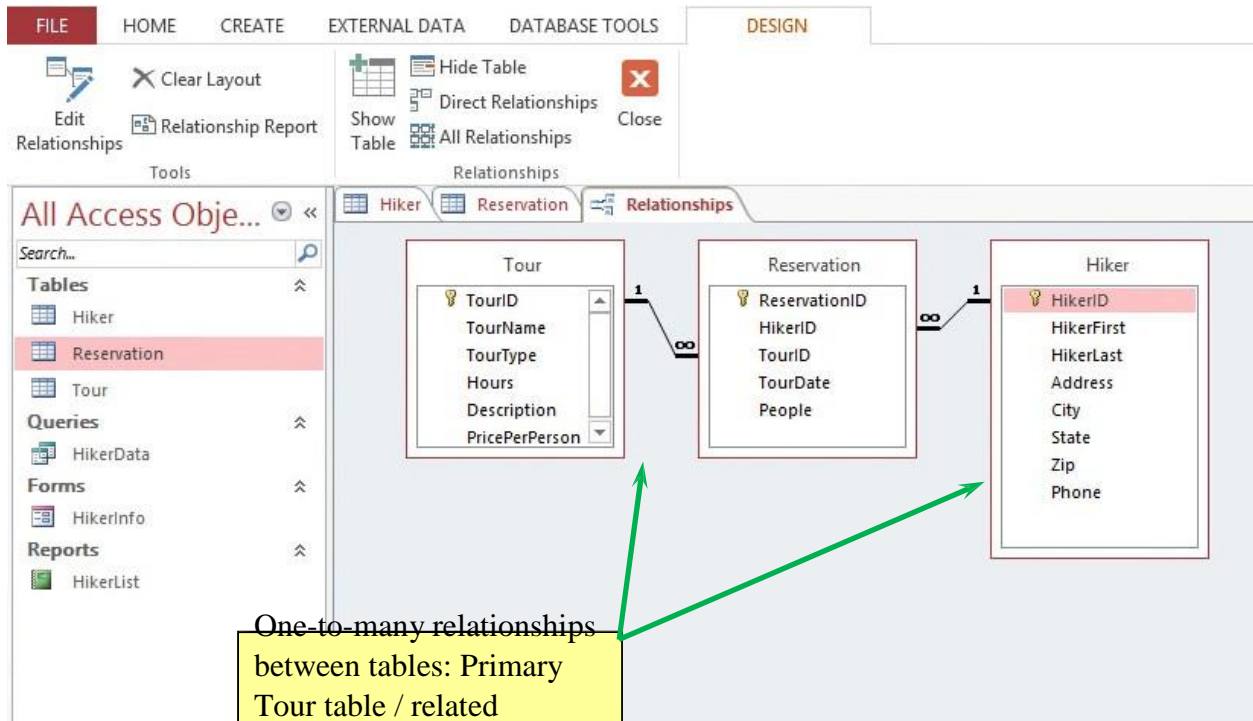 FILE HOME CREATE EXTERNAL DATA DATABASE TOOLS DESIGN
Edit Relationships
Clear Layout
Relationship Report
Tools
Show Table
Hide Table
Direct Relationships
All Relationships
Close
Relationships
All Access Obje... «
Search...
Tables
Hiker
Reservation
Tour
Queries
HikerData
Forms
HikerInfo
Reports
HikerList
Hiker Reservation Relationships
Tour
TourID
TourName
TourType
Hours
Description
PricePerPerson
1
∞
Reservation
ReservationID
HikerID
TourID
TourDate
People
∞
1
Hiker
HikerID
HikerFirst
HikerLast
Address
City
State
Zip
Phone
One-to-many relationships
between tables: Primary
Tour table / related